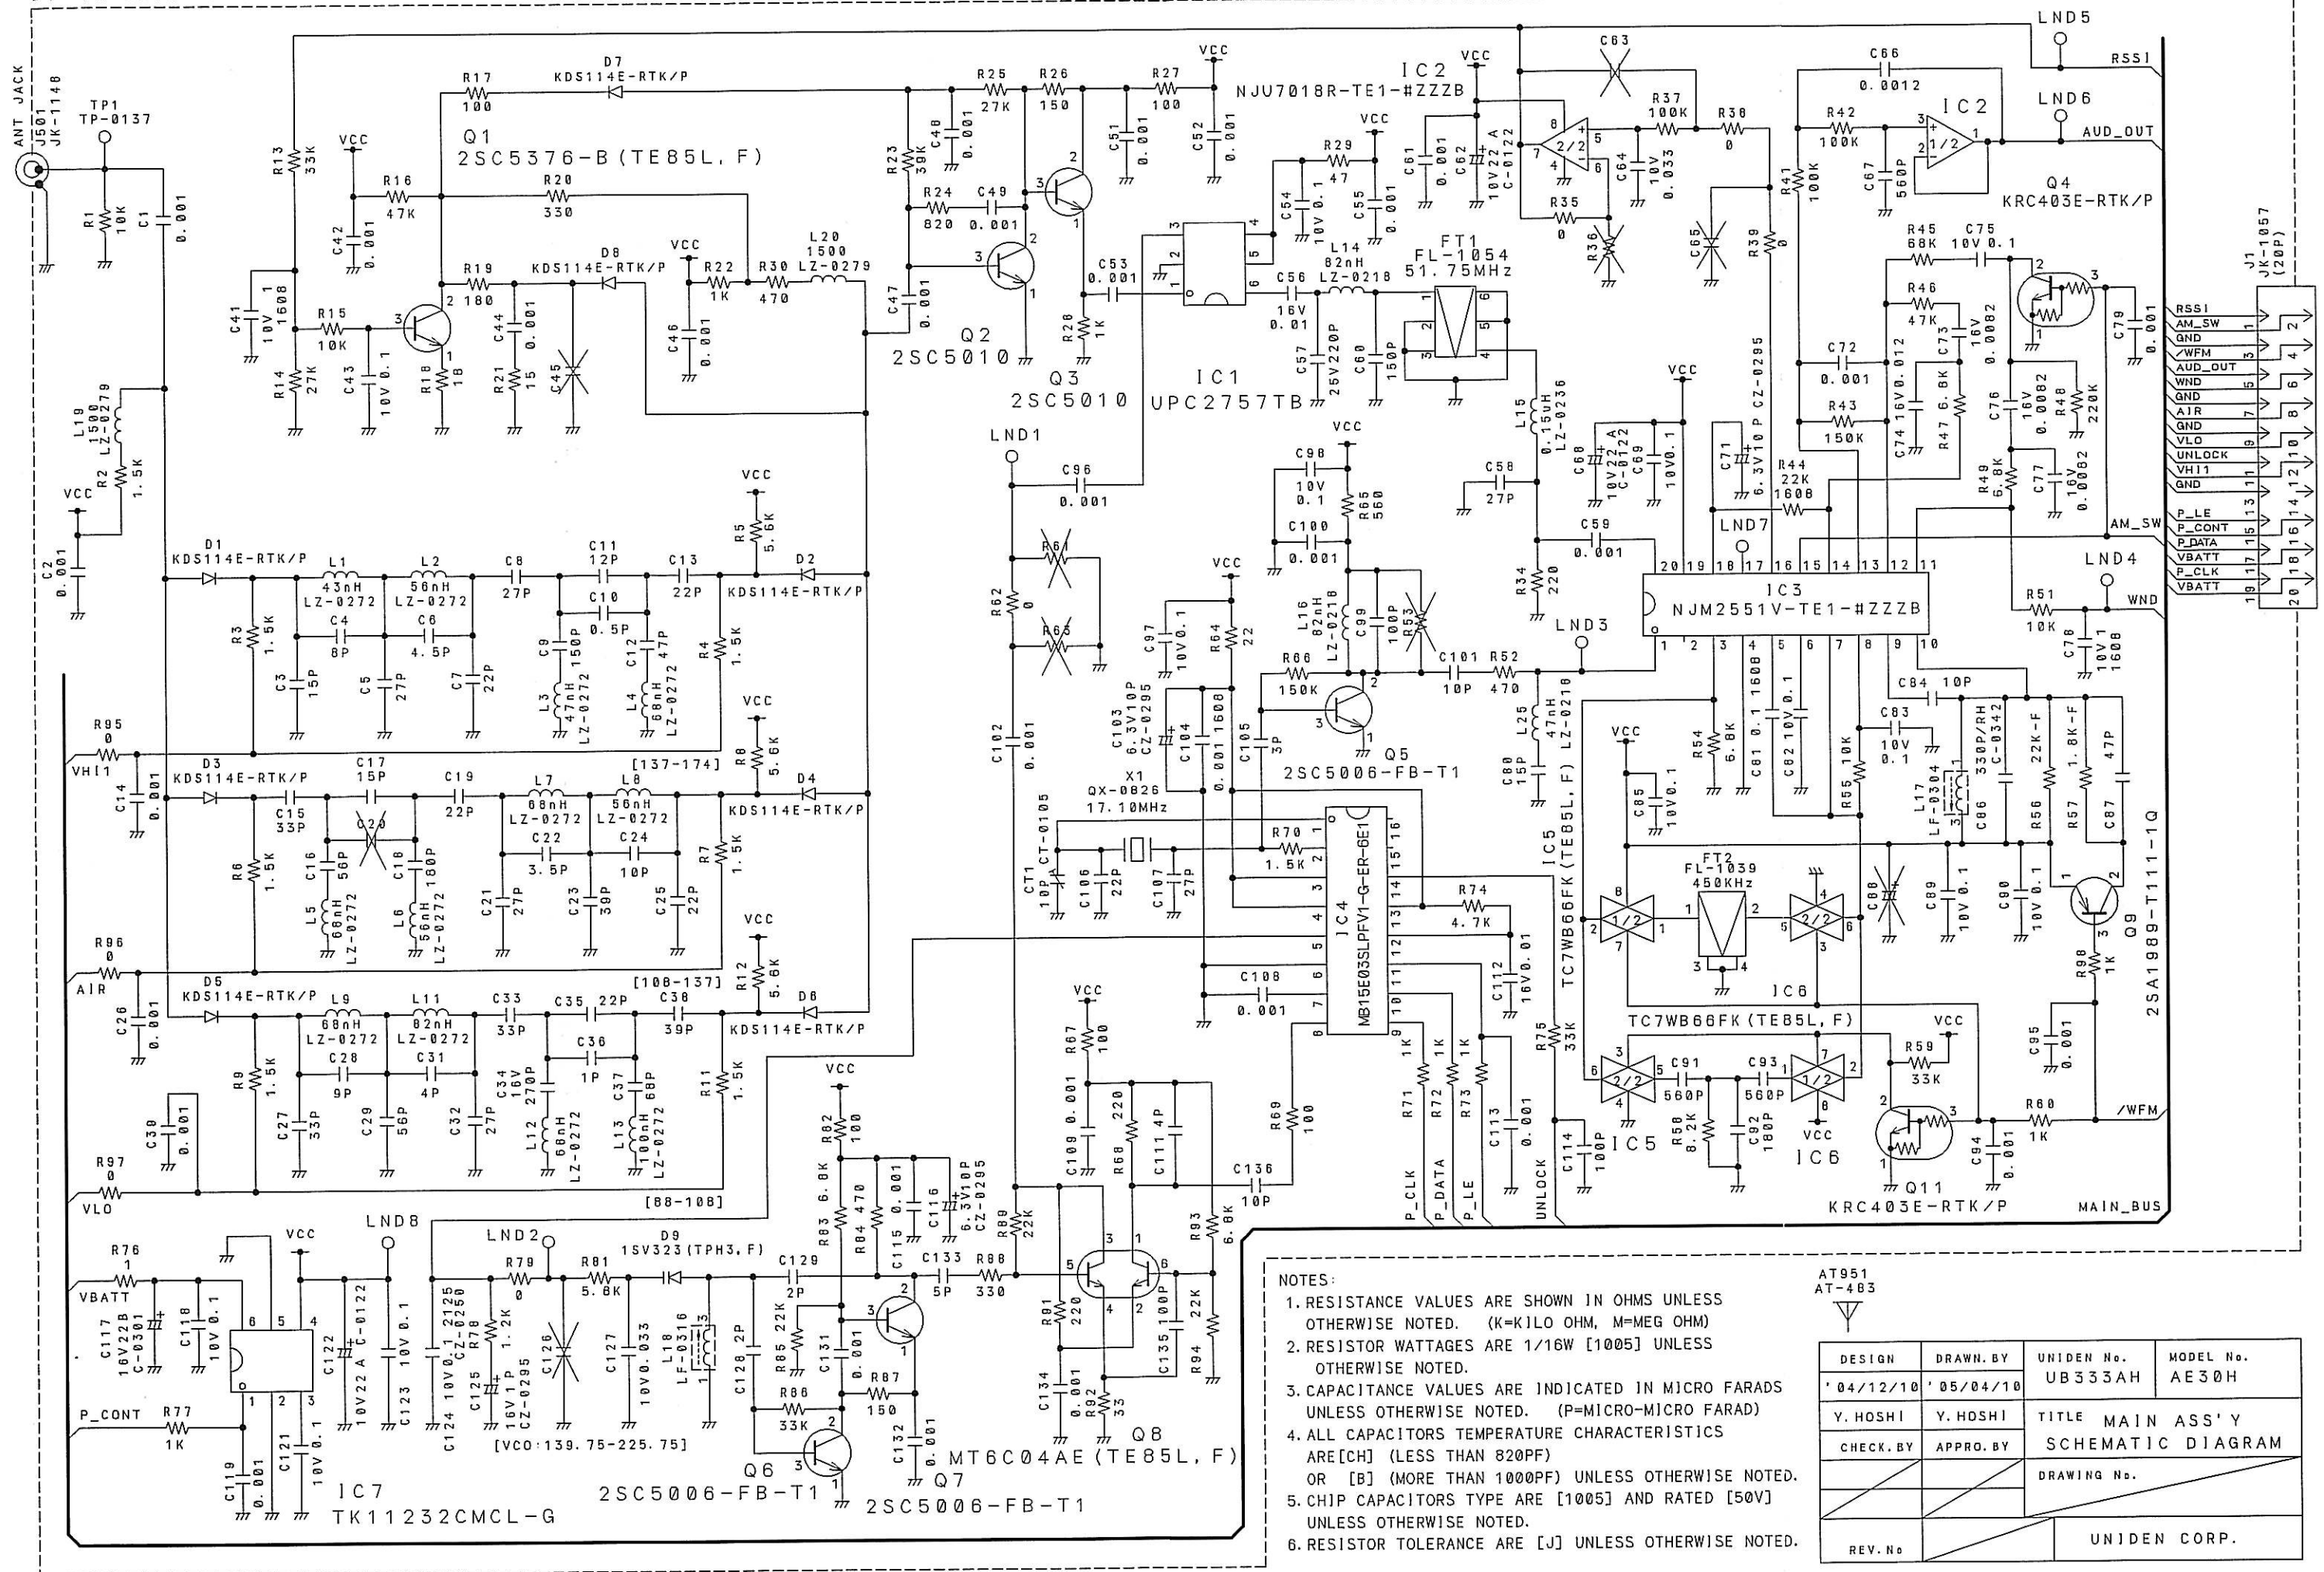 ANT JACK
J501
JK-1148
TP1
TP-0137
R1
10K
C1
0.001
R13
33K
VCC
R16
47K
C42
0.001
R17
100
D7
KDS114E-RTK/P
Q1
2SC5376-B(TE85L,F)
R20
330
R19
180
D8
KDS114E-RTK/P
C41
10V 1
1608
R15
10K
R14
27K
C43
10V 0.1
R18
18
C44
0.001
R21
15
C45
VCC
R22
1K
R30
470
L20
1500
LZ-0279
C46
0.001
C47
0.001
R23
39K
C48
0.001
R24
820
C49
0.001
R25
27K
R26
150
R27
100
C51
0.001
VCC
C52
0.001
Q2
2SC5010
Q3
2SC5010
C53
0.001
R28
1K
IC1
UPC2757TB
C54
10V 0.1
R29
47
VCC
C55
0.001
C56
16V
0.01
L14
82nH
LZ-0218
C57
25V220P
C60
150P
FT1
FL-1054
51.75MHz
IC2
NJU7018R-TE1-#ZZZB
VCC
C61
0.001
C62
10V22 A
C-0122
C63
R37
100K
R38
0
C64
10V
0.033
R35
0
R36
C65
R39
0
C66
0.0012
IC2
R42
100K
C67
560P
R41
100K
LND5
RSSI
LND6
AUD_OUT
Q4
KRC403E-RTK/P
R45
68K
C75
10V 0.1
R46
47K
C73
16V
0.0082
C72
0.001
R43
150K
C74 16V0.012
R47 6.8K
C76
16V
0.0082
R48
220K
C79
0.001
R49
6.8K
C77
16V
0.0082
AM_SW
R51
10K
LND4
WND
C78
10V 1
1608
J1
JK-1057
(20P)
RSSI
AM_SW
GND
/WFM
AUD_OUT
WND
GND
AIR
GND
VLO
UNLOCK
VHI1
GND
P_LE
P_CONT
P_DATA
VBATT
P_CLK
VBATT
L15
0.15uH
LZ-0236
C58
27P
C59
0.001
R34
220
VCC
C68
10V22 A
C-0122
C69
10V0.1
C71
6.3V10P CZ-0295
R44
22K
1608
LND7
IC3
NJM2551V-TE1-#ZZZB
LND3
L19
1500
LZ-0279
R2
1.5K
VCC
C2
0.001
D1
KDS114E-RTK/P
L1
43nH
LZ-0272
L2
56nH
LZ-0272
C8
27P
C11
12P
C13
22P
R5
5.6K
D2
KDS114E-RTK/P
C10
0.5P
C4
8P
C6
4.5P
R3
1.5K
C3
15P
C5
27P
C7
22P
C9
150P
L3
47nH
LZ-0272
C12
47P
L4
68nH
LZ-0272
R4
1.5K
R95
0
VHI1
C14
0.001
[137-174]
D3
KDS114E-RTK/P
C15
33P
C17
15P
C19
22P
L7
68nH
LZ-0272
L8
56nH
LZ-0272
R8
5.6K
D4
KDS114E-RTK/P
R6
1.5K
C16
56P
C20
C18
180P
L5
68nH
LZ-0272
L6
56nH
LZ-0272
C22
3.5P
C24
10P
C21
27P
C23
39P
C25
22P
R7
1.5K
R96
0
AIR
C26
0.001
[108-137]
D5
KDS114E-RTK/P
L9
68nH
LZ-0272
L11
82nH
LZ-0272
C33
33P
C35
22P
C38
39P
R12
5.6K
D6
KDS114E-RTK/P
R9
1.5K
C28
9P
C31
4P
C36
1P
C27
33P
C29
56P
C32
27P
C34
16V
270P
L12
68nH
LZ-0272
C37
68P
L13
100nH
LZ-0272
R11
1.5K
C39
0.001
R97
0
VLO
[88-108]
LND1
C96
0.001
R61
R62
0
R63
C102
0.001
VCC
C98
10V
0.1
R65
560
C100
0.001
L16
82nH
LZ-0218
C99
100P
R53
VCC
C97
10V0.1
R64
22
R66
150K
C101
10P
R52
470
C103
6.3V10P
CZ-0295
C104
0.001 1608
C105
3P
Q5
2SC5006-FB-T1
L25
47nH
LZ-0218
C80
15P
X1
QX-0826
17.10MHz
CT1
10P
CT-0105
C106
22P
C107
27P
R70
1.5K
IC4
MB15E03SLPFV1-G-ER-6E1
R74
4.7K
C112
16V0.01
C108
0.001
R69
100
R71
1K
R72
1K
R73
1K
C113
0.001
R75
33K
C114
100P
P_CLK
P_DATA
P_LE
UNLOCK
R54
6.8K
C81 0.1 1608
C82 10V 0.1
R55 10K
C83
10V
0.1
C84 10P
L17
LF-0304
C86
330P/RH
C-0342
R56
22K-F
R57
1.8K-F
C87
47P
IC5
TC7WB66FK(TE85L,F)
VCC
C85
10V0.1
FT2
FL-1039
450KHz
C88
C89
10V 0.1
C90
10V 0.1
Q9
2SA1989-T111-1Q
R98
1K
C95
0.001
IC6
TC7WB66FK(TE85L,F)
C91
560P
C93
560P
R58
8.2K
C92
180P
IC5
IC6
VCC
VCC
R59
33K
Q11
KRC403E-RTK/P
R60
1K
C94
0.001
/WFM
MAIN_BUS
R76
1
VBATT
C117
16V22B
C-0301
C118
10V 0.1
VCC
LND8
C122
10V22 A C-0122
C123 10V 0.1
P_CONT
R77
1K
C119
0.001
C121
10V 0.1
IC7
TK11232CMCL-G
C124 10V 0.1 2125
CZ-0250
R78
1.2K
C125
16V 1P
CZ-0295
R79
0
LND2
C126
R81
5.8K
C127
10V0.033
D9
1SV323(TPH3,F)
L18
LF-0316
C128 2P
C129
2P
[VCO:139.75-225.75]
VCC
R82
100
R83 6.8K
R84 470
C115 0.001
C116
6.3V10P
CZ-0295
R85 22K
C131
0.001
R86
33K
R87
150
C132
0.001
Q6
2SC5006-FB-T1
Q7
2SC5006-FB-T1
C133
5P
R88
330
R89
22K
VCC
R67
100
C109 0.001
R68
220
C111 4P
C136
10P
R93
6.8K
R91
220
C134
0.001
R92
33
C135 100P
R94
22K
Q8
MT6C04AE(TE85L,F)
NOTES:
1. RESISTANCE VALUES ARE SHOWN IN OHMS UNLESS
OTHERWISE NOTED. (K=KILO OHM, M=MEG OHM)
2. RESISTOR WATTAGES ARE 1/16W [1005] UNLESS
OTHERWISE NOTED.
3. CAPACITANCE VALUES ARE INDICATED IN MICRO FARADS
UNLESS OTHERWISE NOTED. (P=MICRO-MICRO FARAD)
4. ALL CAPACITORS TEMPERATURE CHARACTERISTICS
ARE[CH] (LESS THAN 820PF)
OR [B] (MORE THAN 1000PF) UNLESS OTHERWISE NOTED.
5. CHIP CAPACITORS TYPE ARE [1005] AND RATED [50V]
UNLESS OTHERWISE NOTED.
6. RESISTOR TOLERANCE ARE [J] UNLESS OTHERWISE NOTED.
AT951
AT-483
DESIGN
DRAWN.BY
UNIDEN No.
UB333AH
MODEL No.
AE30H
'04/12/10
'05/04/10
Y.HOSHI
Y.HOSHI
TITLE MAIN ASS'Y
SCHEMATIC DIAGRAM
CHECK.BY
APPRO.BY
DRAWING No.
REV.No
UNIDEN CORP.